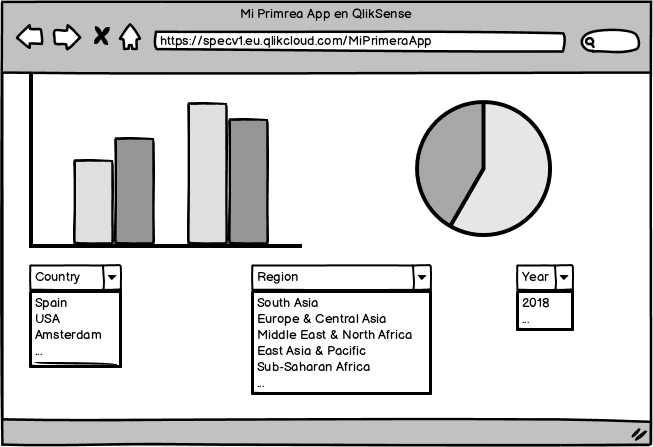 Mi Primrea App en QlikSense
https://specv1.eu.qlikcloud.com/MiPrimeraApp
Country
Spain
USA
Amsterdam
...
Region
South Asia
Europe & Central Asia
Middle East & North Africa
East Asia & Pacific
Sub-Saharan Africa
...
Year
2018
...